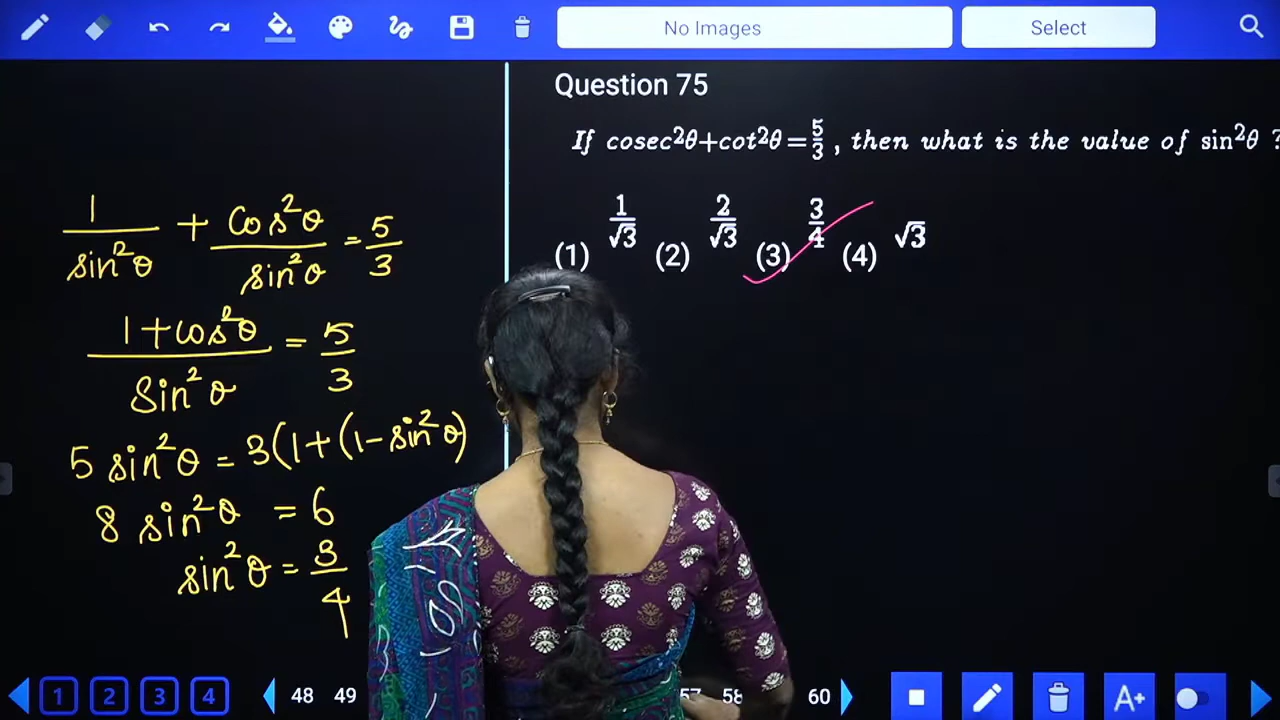 No Images
Select
Question 75
If cosec²θ+cot²θ=5/3 , then what is the value of sin²θ ?
(1) 1/√3 (2) 2/√3 (3) 3/4 (4) √3
1/sin²θ + cos²θ/sin²θ = 5/3
1+cos²θ/sin²θ = 5/3
5 sin²θ = 3(1+(1-sin²θ)
8 sin²θ = 6
sin²θ = 3/4
1 2 3 4 48 49 57 58 60 A+